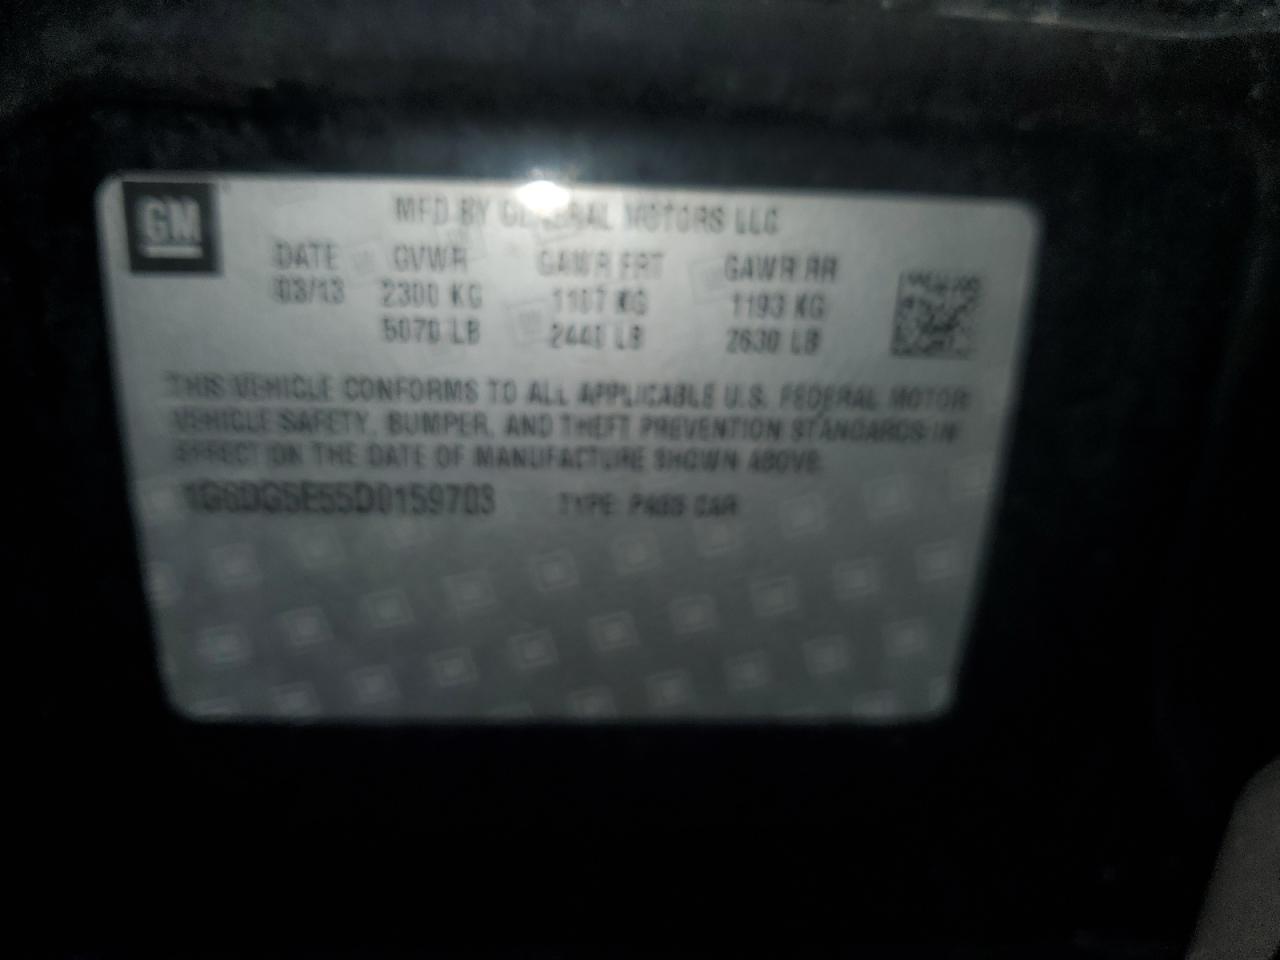 GM
MFD BY GENERAL MOTORS LLC
DATE GVWR GAWR FRT GAWR RR
03/13 2300 KG 1107 KG 1193 KG
5070 LB 2440 LB 2630 LB
THIS VEHICLE CONFORMS TO ALL APPLICABLE U.S. FEDERAL MOTOR
VEHICLE SAFETY, BUMPER, AND THEFT PREVENTION STANDARDS IN
EFFECT ON THE DATE OF MANUFACTURE SHOWN ABOVE.
1G6DG5E55D0159703 TYPE: PASS CAR